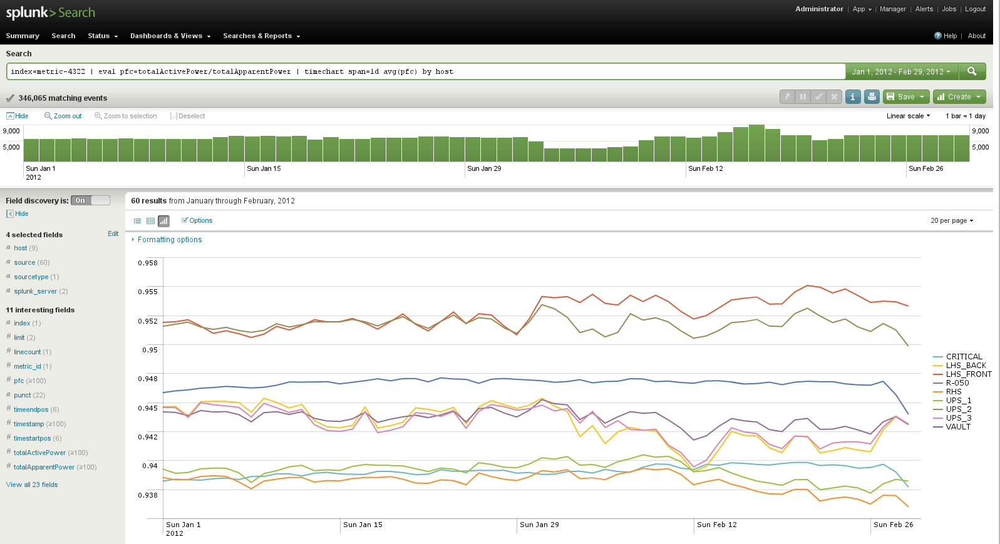 splunk> Search
Administrator | App | Manager | Alerts | Jobs | Logout
Summary Search Status Dashboards & Views Searches & Reports
? Help | About
Search
index=metric-4322 | eval pfc=totalActivePower/totalApparentPower | timechart span=1d avg(pfc) by host
Jan 1, 2012 - Feb 29, 2012
346,065 matching events
i Save Create
Hide Zoom out Zoom to selection Deselect
Linear scale 1 bar = 1 day
9,000 9,000
5,000 5,000
Sun Jan 1 Sun Jan 15 Sun Jan 29 Sun Feb 12 Sun Feb 26
2012
Field discovery is: On
Hide
4 selected fields Edit
a host (9)
a source (60)
a sourcetype (1)
a splunk_server (2)
11 interesting fields
a index (1)
# limit (2)
# linecount (1)
# metric_id (1)
# pfc (≥100)
a punct (22)
# timeendpos (6)
# timestamp (≥100)
# timestartpos (6)
# totalActivePower (≥100)
# totalApparentPower (≥100)
View all 23 fields
60 results from January through February, 2012
Options
20 per page
Formatting options
0.958
0.955
0.952
0.95
0.948
0.945
0.942
0.94
0.938
Sun Jan 1 Sun Jan 15 Sun Jan 29 Sun Feb 12 Sun Feb 26
2012
CRITICAL
LHS_BACK
LHS_FRONT
R-050
RHS
UPS_1
UPS_2
UPS_3
VAULT